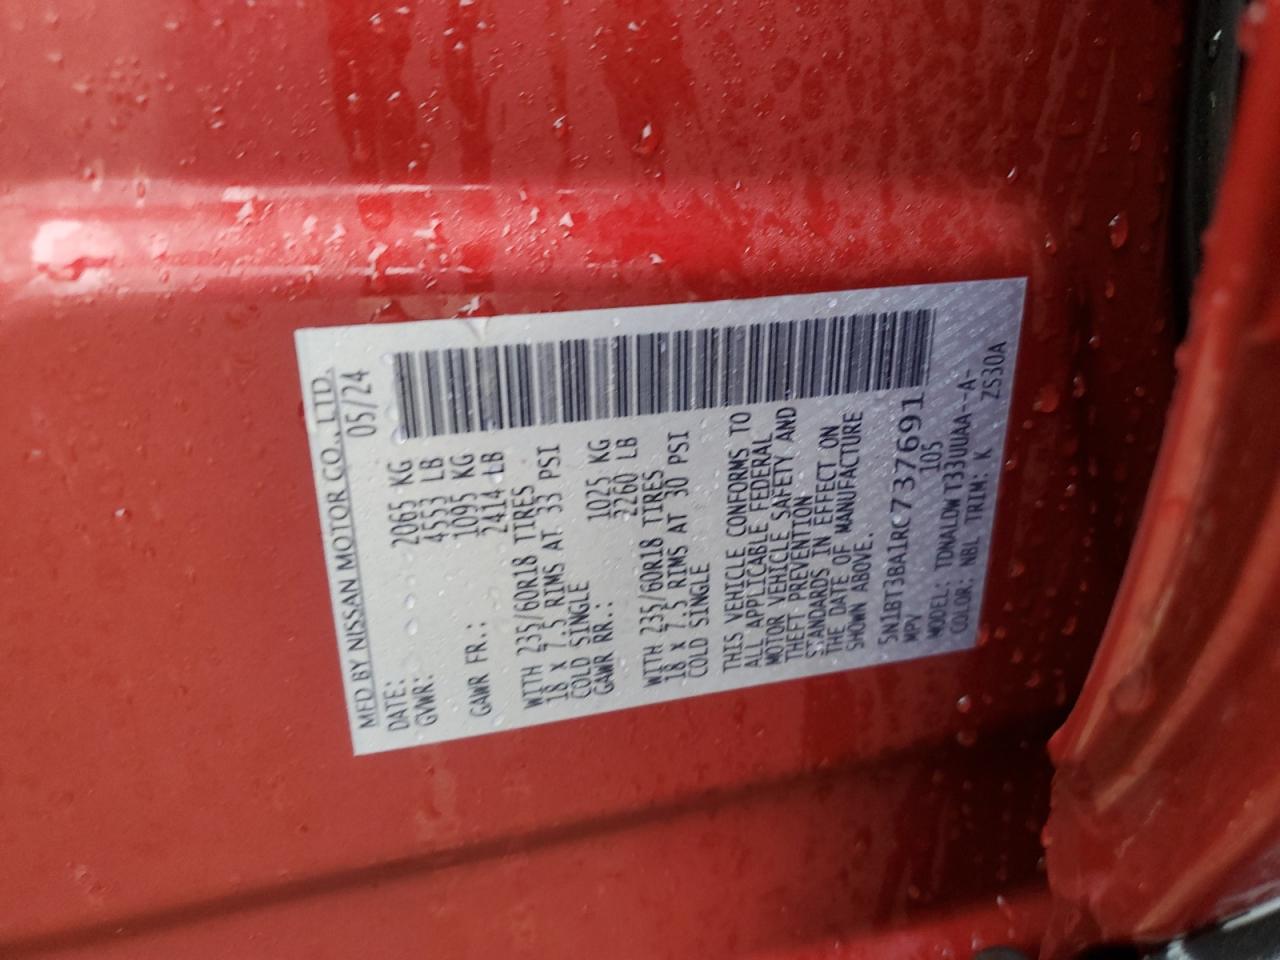 MFD BY NISSAN MOTOR CO., LTD.
DATE: 05/24
GVWR: 2065 KG
4553 LB
GAWR FR.: 1095 KG
2414 LB
WITH 235/60R18 TIRES
18 X 7.5 RIMS AT 33 PSI
COLD SINGLE
GAWR RR.: 1025 KG
2260 LB
WITH 235/60R18 TIRES
18 X 7.5 RIMS AT 30 PSI
COLD SINGLE
THIS VEHICLE CONFORMS TO
ALL APPLICABLE FEDERAL
MOTOR VEHICLE SAFETY AND
THEFT PREVENTION
STANDARDS IN EFFECT ON
THE DATE OF MANUFACTURE
SHOWN ABOVE.
5N1BT3BA1RC737691
MPV 105
MODEL: TDNALDWT33UUAA--A-
COLOR: NBL TRIM: K ZS30A